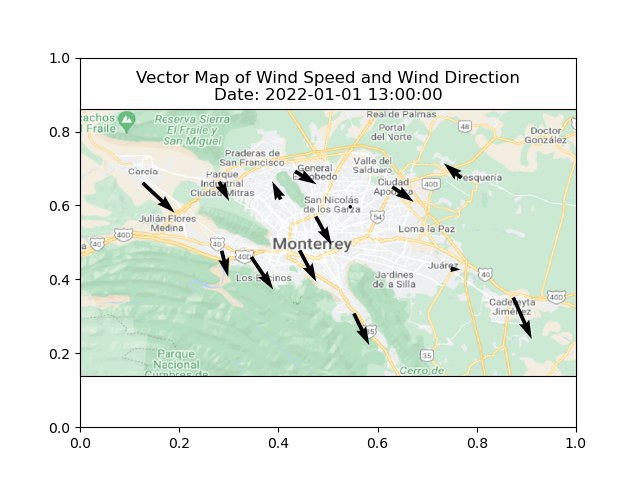 1.0
Vector Map of Wind Speed and Wind Direction
Date: 2022-01-01 13:00:00
achos
Fraile
Reserva Sierra
El Fraile y
San Miguel
Real de Palmas
Portal
del Norte
48
Doctor
González
0.8
Praderas de
San Francisco
Valle del
Salduero
General
Escobedo
García
Parque
Industrial
Ciudad Mitras
Ciudad
Apodaca
40D
Pesquería
0.6
San Nicolás
de los Garza
54
Julián Flores
Medina
Loma la Paz
40
40D
40
40D
Monterrey
0.4
Los Encinos
Jardines
de la Silla
Juárez
40
Cadereyta
Jiménez
40D
85
0.2
Parque
Nacional
Cumbres de
35
Cerro de
0.0
0.0 0.2 0.4 0.6 0.8 1.0